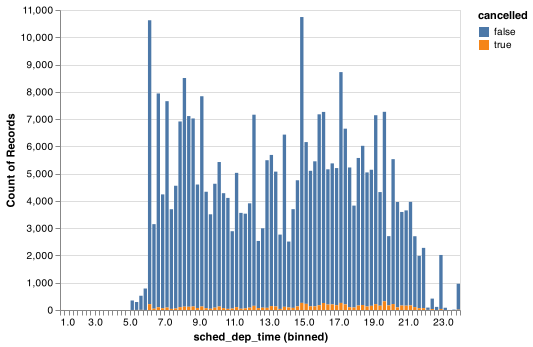 11,000
10,000
9,000
8,000
7,000
6,000
5,000
4,000
3,000
2,000
1,000
0
Count of Records
1.0 3.0 5.0 7.0 9.0 11.0 13.0 15.0 17.0 19.0 21.0 23.0
sched_dep_time (binned)
cancelled
false
true